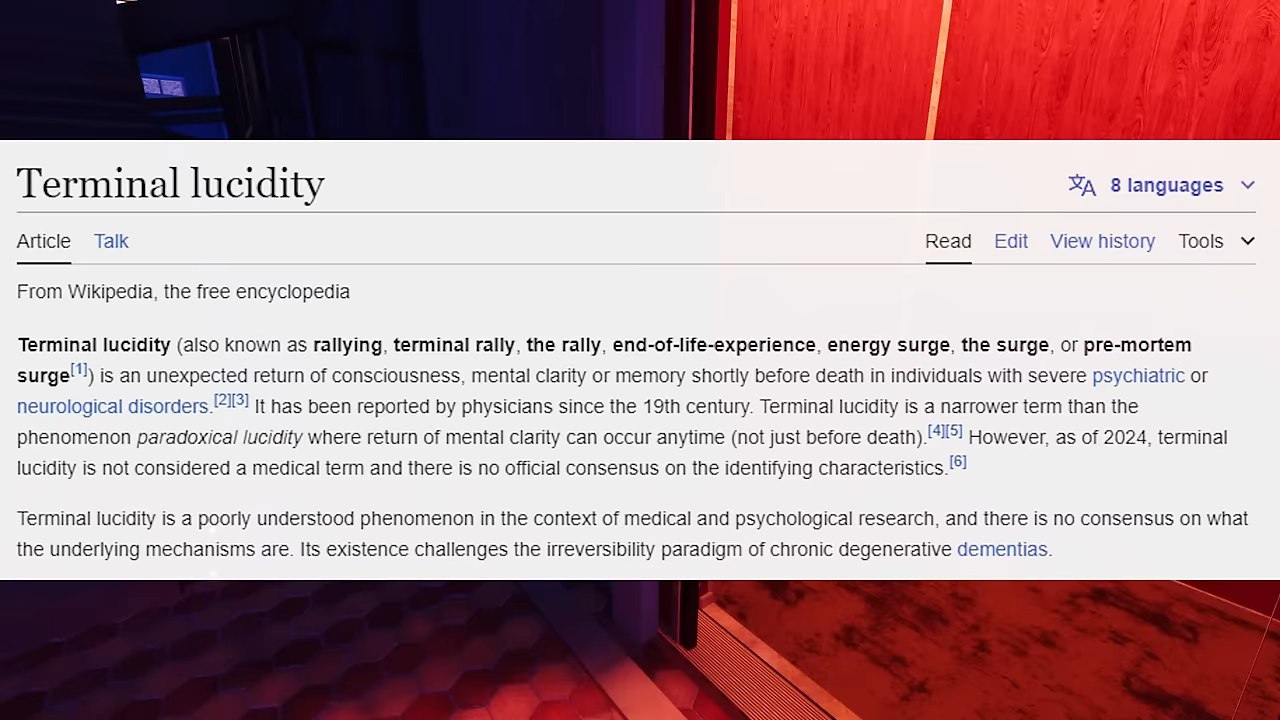 Terminal lucidity
8 languages
Article Talk Read Edit View history Tools
From Wikipedia, the free encyclopedia
Terminal lucidity (also known as rallying, terminal rally, the rally, end-of-life-experience, energy surge, the surge, or pre-mortem
surge[1]) is an unexpected return of consciousness, mental clarity or memory shortly before death in individuals with severe psychiatric or
neurological disorders.[2][3] It has been reported by physicians since the 19th century. Terminal lucidity is a narrower term than the
phenomenon paradoxical lucidity where return of mental clarity can occur anytime (not just before death).[4][5] However, as of 2024, terminal
lucidity is not considered a medical term and there is no official consensus on the identifying characteristics.[6]
Terminal lucidity is a poorly understood phenomenon in the context of medical and psychological research, and there is no consensus on what
the underlying mechanisms are. Its existence challenges the irreversibility paradigm of chronic degenerative dementias.